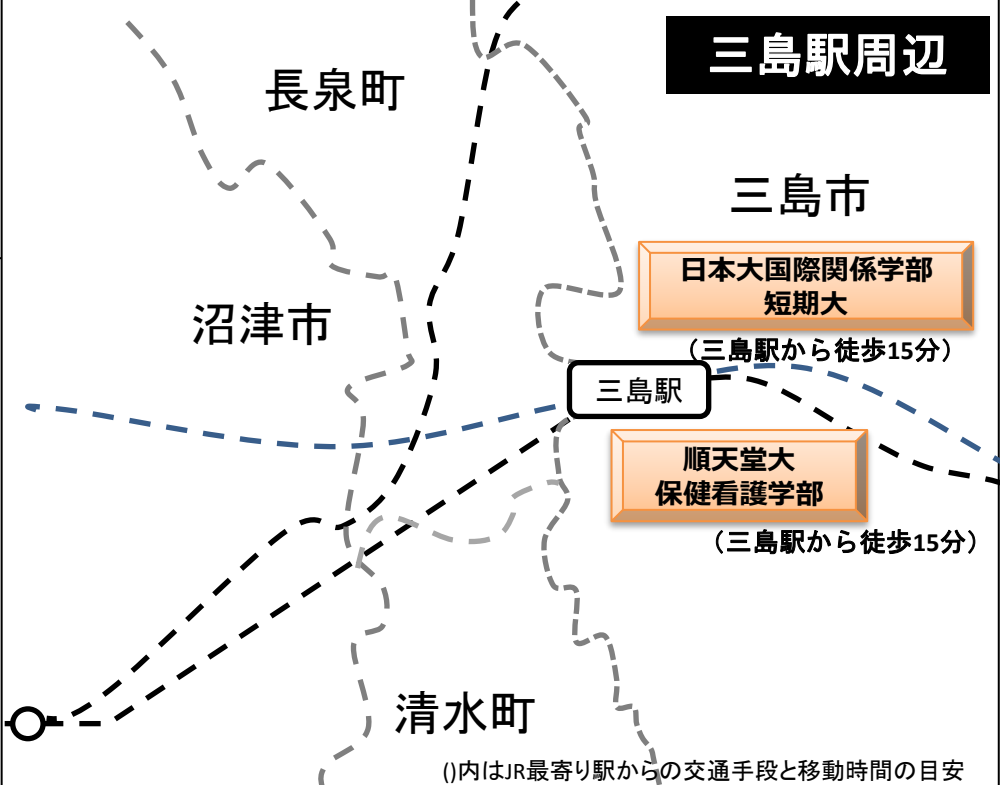 三島駅周辺
長泉町
三島市
日本大国際関係学部
短期大
（三島駅から徒歩15分）
沼津市
三島駅
順天堂大
保健看護学部
（三島駅から徒歩15分）
清水町
()内はJR最寄り駅からの交通手段と移動時間の目安